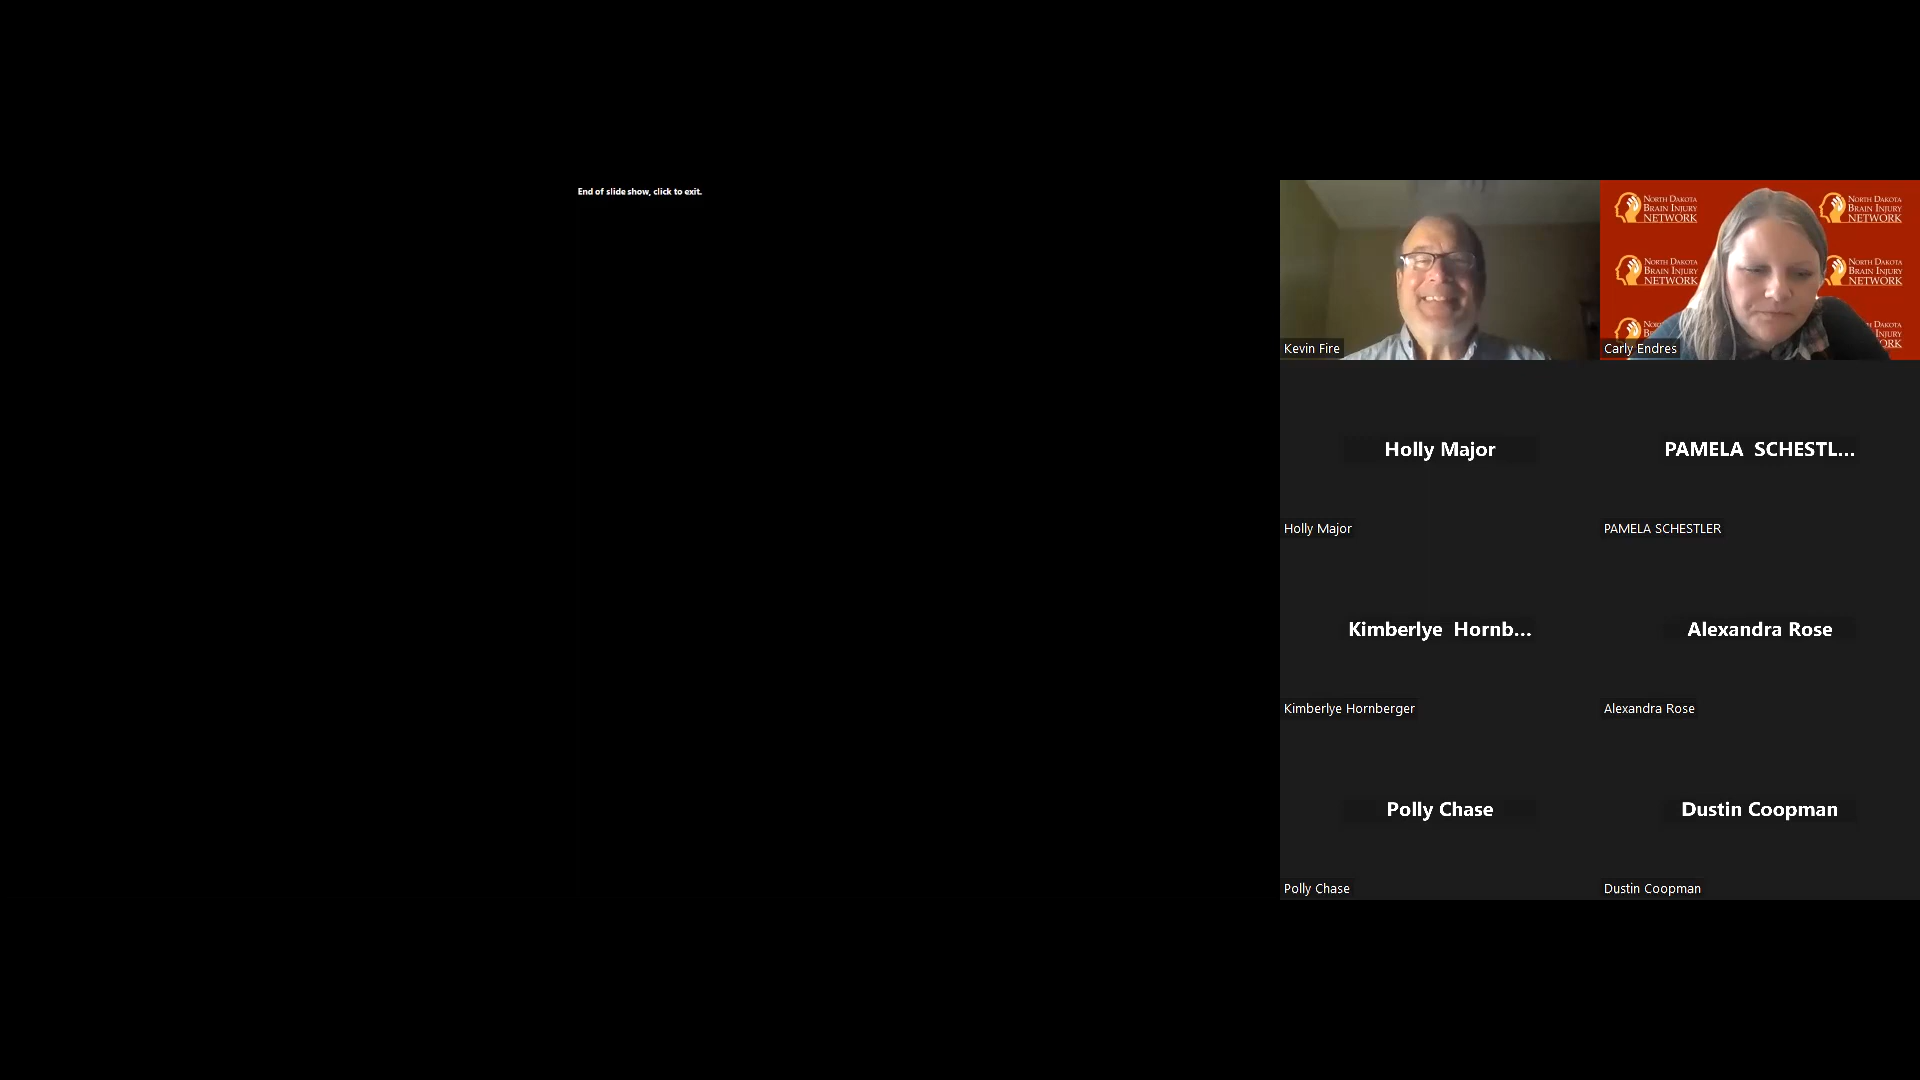 End of slide show, click to exit.
Kevin Fire
NORTH DAKOTA
BRAIN INJURY
NETWORK
NORTH DAKOTA
BRAIN INJURY
NETWORK
NORTH DAKOTA
BRAIN INJURY
NETWORK
NORTH DAKOTA
BRAIN INJURY
NETWORK
Carly Endres
Holly Major
Holly Major
PAMELA SCHESTL...
PAMELA SCHESTLER
Kimberlye Hornb...
Kimberlye Hornberger
Alexandra Rose
Alexandra Rose
Polly Chase
Polly Chase
Dustin Coopman
Dustin Coopman